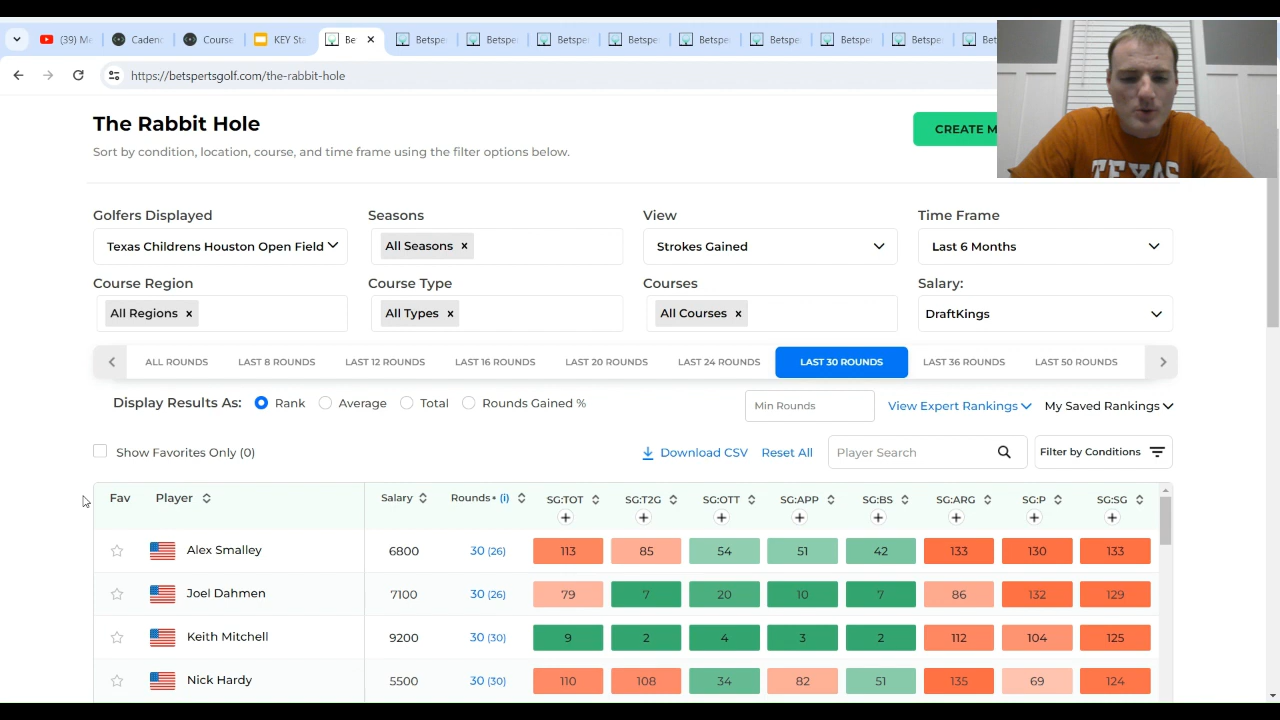 (39) M
Cadenc
Course
KEY S
Be
Betspe
Betspe
Betspe
Betspe
Betspe
Betspe
Betspe
Betspe
Bet
https://betspertsgolf.com/the-rabbit-hole
The Rabbit Hole
CREATE M
Sort by condition, location, course, and time frame using the filter options below.
TEXAS
Golfers Displayed Seasons View Time Frame
Texas Childrens Houston Open Field All Seasons x Strokes Gained Last 6 Months
Course Region Course Type Courses Salary:
All Regions x All Types x All Courses x DraftKings
ALL ROUNDS LAST 8 ROUNDS LAST 12 ROUNDS LAST 16 ROUNDS LAST 20 ROUNDS LAST 24 ROUNDS LAST 30 ROUNDS LAST 36 ROUNDS LAST 50 ROUNDS
Display Results As: Rank Average Total Rounds Gained % Min Rounds View Expert Rankings My Saved Rankings
Show Favorites Only (0) Download CSV Reset All Player Search Filter by Conditions
Fav Player Salary Rounds• (i) SG:TOT SG:T2G SG:OTT SG:APP SG:BS SG:ARG SG:P SG:SG
Alex Smalley 6800 30 (26) 113 85 54 51 42 133 130 133
Joel Dahmen 7100 30 (26) 79 7 20 10 7 86 132 129
Keith Mitchell 9200 30 (30) 9 2 4 3 2 112 104 125
Nick Hardy 5500 30 (30) 110 108 34 82 51 135 69 124